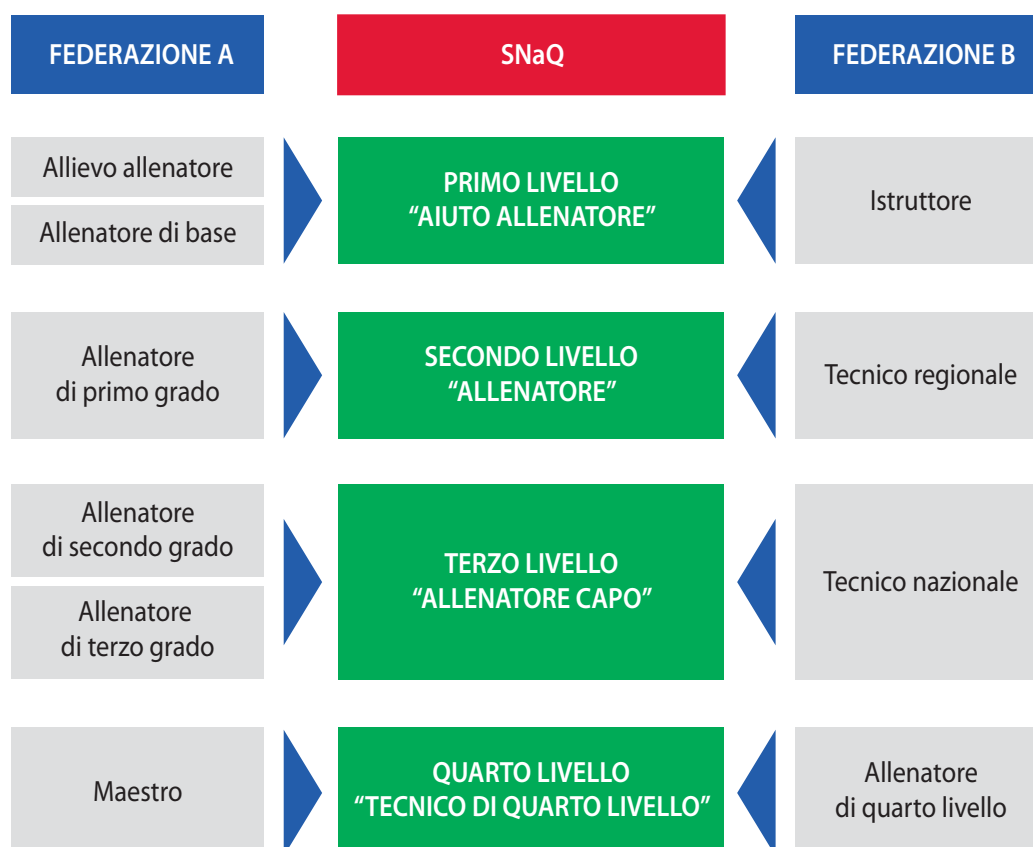 FEDERAZIONE A
SNaQ
FEDERAZIONE B
Allievo allenatore
Allenatore di base
PRIMO LIVELLO
“AIUTO ALLENATORE”
Istruttore
Allenatore
di primo grado
SECONDO LIVELLO
“ALLENATORE”
Tecnico regionale
Allenatore
di secondo grado
Allenatore
di terzo grado
TERZO LIVELLO
“ALLENATORE CAPO”
Tecnico nazionale
Maestro
QUARTO LIVELLO
“TECNICO DI QUARTO LIVELLO”
Allenatore
di quarto livello